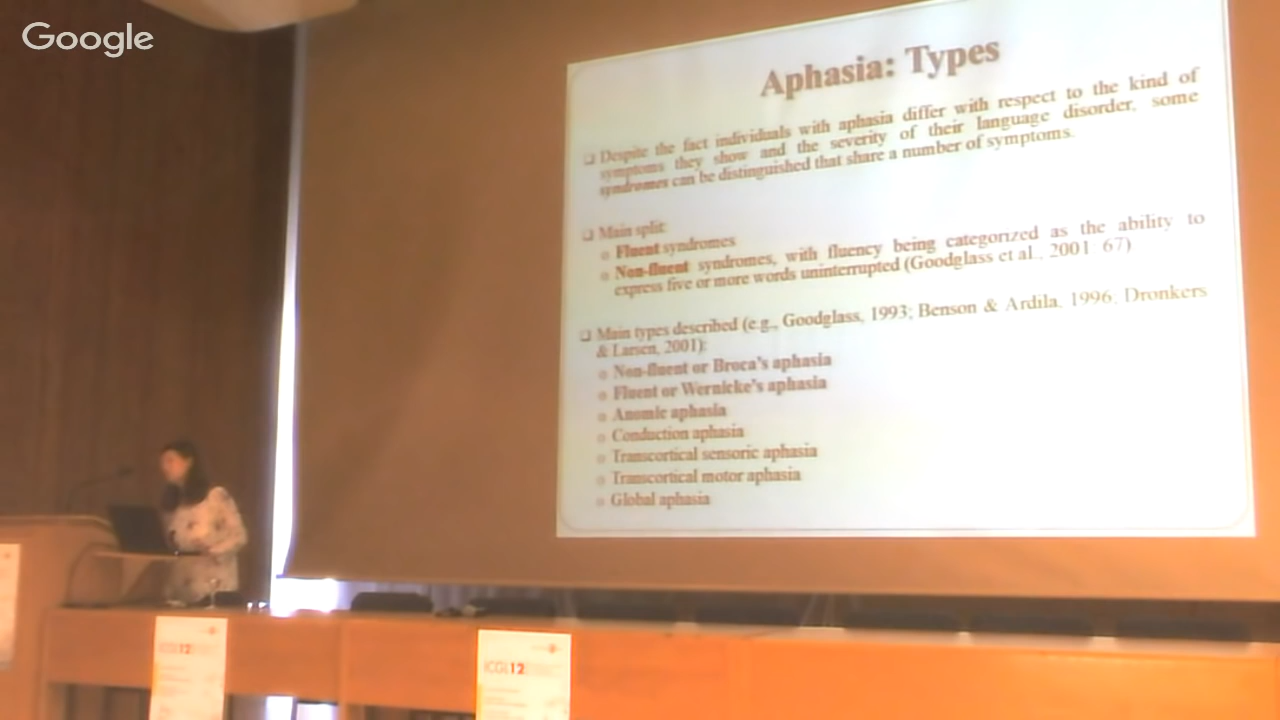 Google
Aphasia: Types
❑ Despite the fact individuals with aphasia differ with respect to the kind of
symptoms they show and the severity of their language disorder, some
syndromes can be distinguished that share a number of symptoms.
❑ Main split:
o Fluent syndromes
o Non-fluent syndromes, with fluency being categorized as the ability to
express five or more words uninterrupted (Goodglass et al., 2001: 67)
❑ Main types described (e.g., Goodglass, 1993; Benson & Ardila, 1996; Dronkers
& Larsen, 2001):
o Non-fluent or Broca's aphasia
o Fluent or Wernicke's aphasia
o Anomic aphasia
o Conduction aphasia
o Transcortical sensoric aphasia
o Transcortical motor aphasia
o Global aphasia
ICGL12
ICGL12